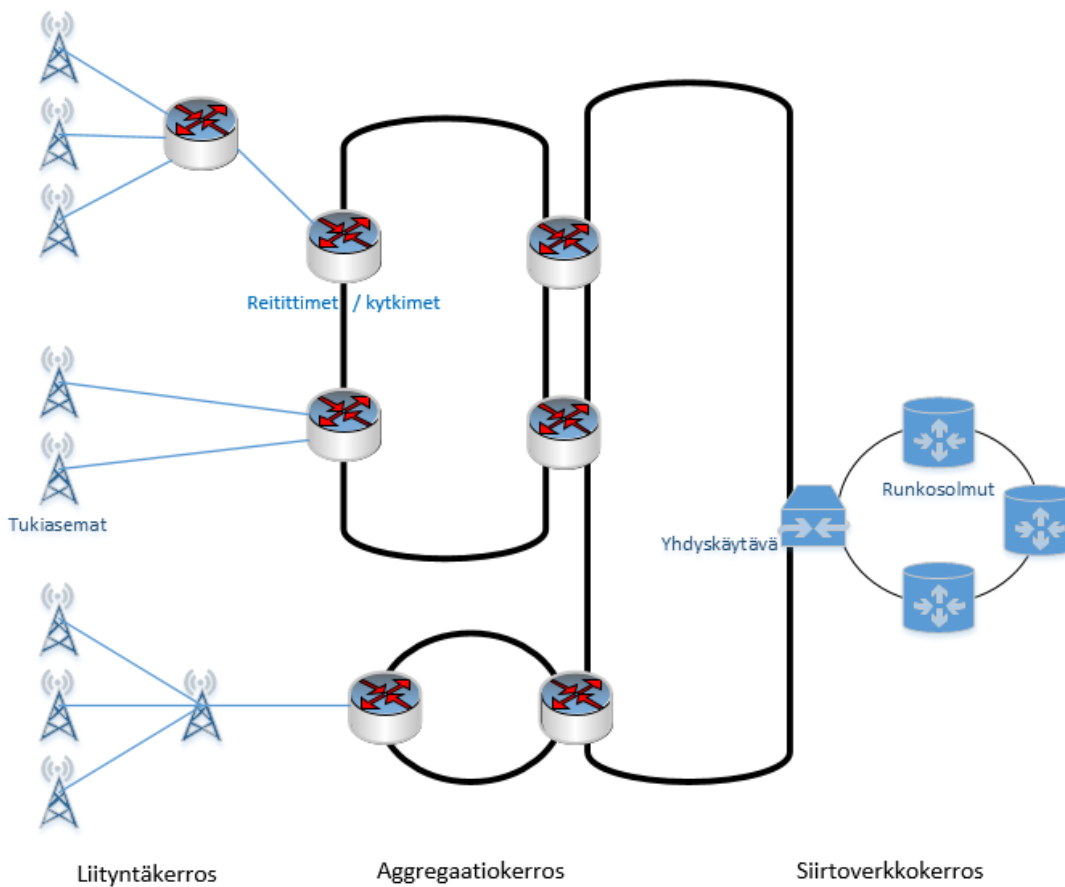 Reitittimet / kytkimet
Tukiasemat
Runkosolmut
Yhdyskäytävä
Liityntäkerros
Aggregaatiokerros
Siirtoverkkokerros